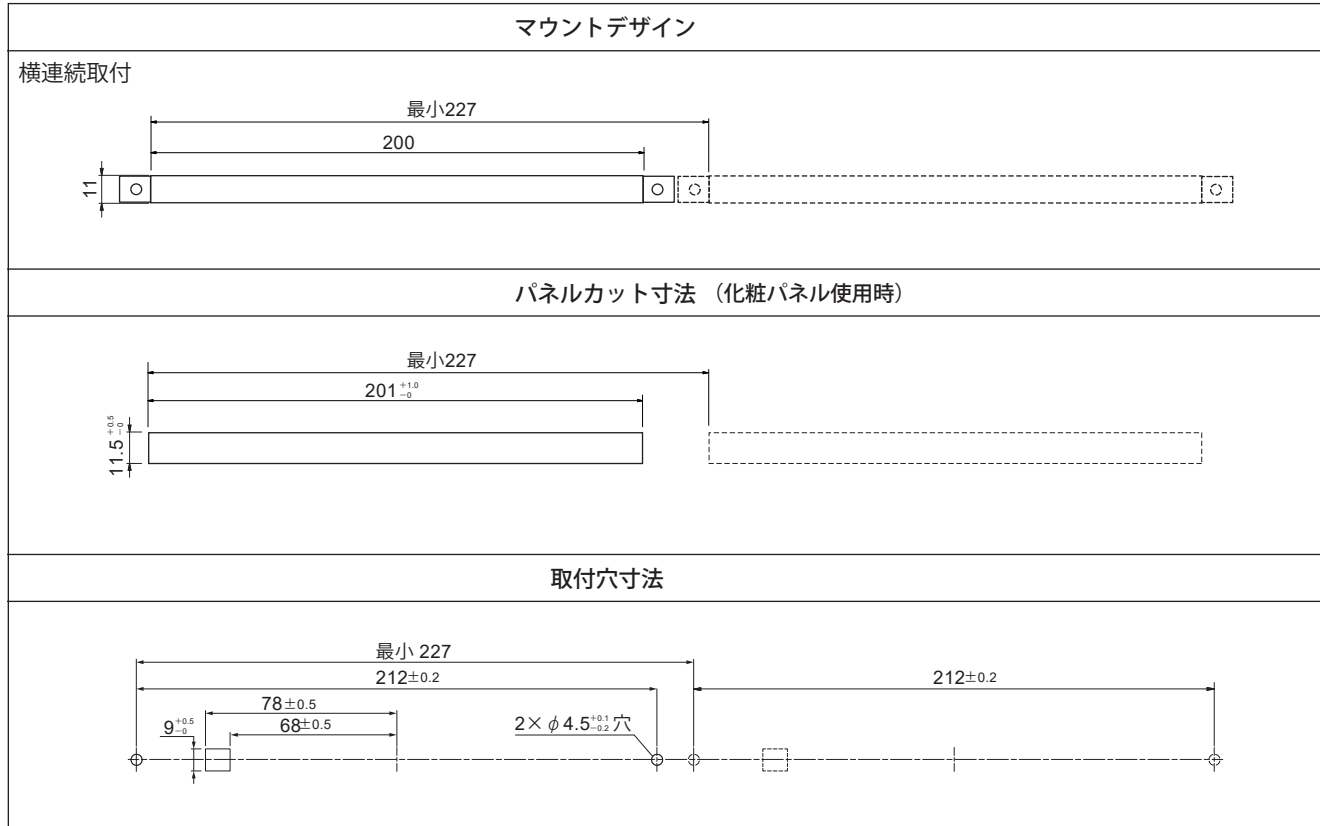 マウントデザイン
横連続取付
最小227
200
11
パネルカット寸法 （化粧パネル使用時）
最小227
201 +1.0 −0
11.5 +0.5 −0
取付穴寸法
最小 227
212±0.2 212±0.2
78±0.5
9 +0.5 −0 68±0.5 2×φ4.5 +0.1 −0.2 穴